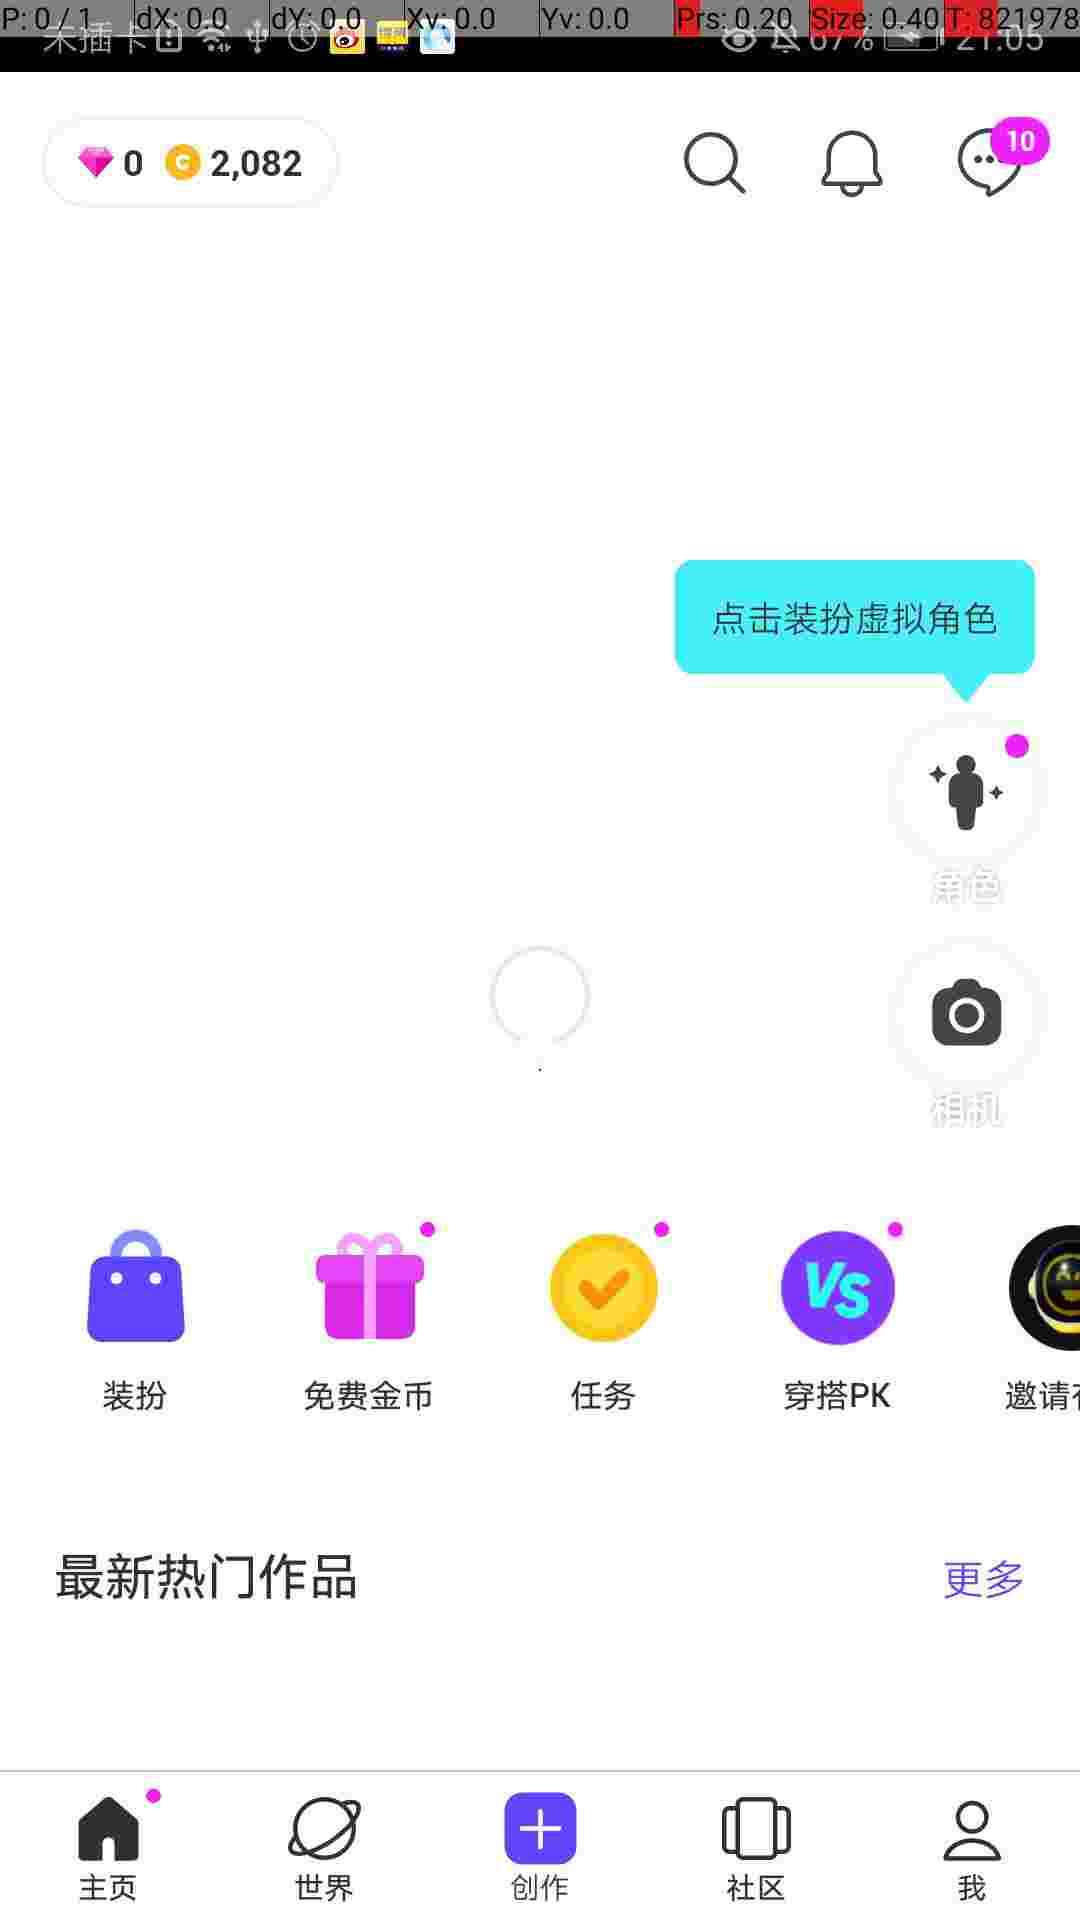 P: 0 / 1 dX: 0.0 dY: 0.0 Xv: 0.0 Yv: 0.0 Prs: 0.20 Size: 0.40 T: 821978
未插卡 67% 21:05
0 2,082 10
点击装扮虚拟角色
角色
相机
装扮 免费金币 任务 穿搭PK 邀请
最新热门作品 更多
主页 世界 创作 社区 我